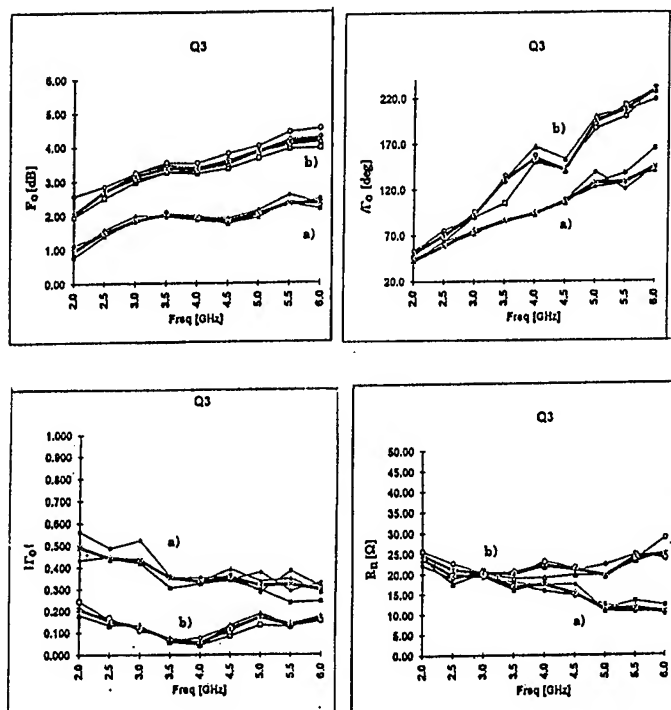 Q3
6.00
5.00
4.00
3.00
2.00
1.00
0.00
Fo [dB]
b)
a)
2.0 2.5 3.0 3.5 4.0 4.5 5.0 5.5 6.0
Freq [GHz]
Q3
220.0
170.0
120.0
70.0
20.0
/Γo [deg]
b)
a)
2.0 2.5 3.0 3.5 4.0 4.5 5.0 5.5 6.0
Freq [GHz]
Q3
1.000
0.900
0.800
0.700
0.600
0.500
0.400
0.300
0.200
0.100
0.000
|Γo|
a)
b)
2.0 2.5 3.0 3.5 4.0 4.5 5.0 5.5 6.0
Freq [GHz]
Q3
50.00
45.00
40.00
35.00
30.00
25.00
20.00
15.00
10.00
5.00
0.00
Rn [Ω]
b)
a)
2.0 2.5 3.0 3.5 4.0 4.5 5.0 5.5 6.0
Freq [GHz]